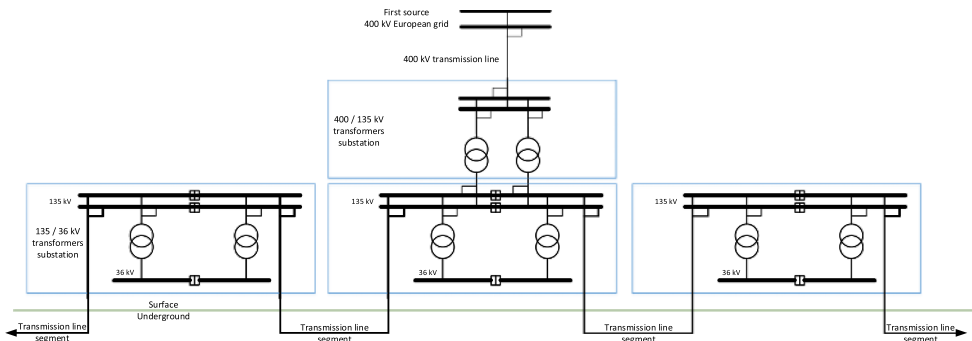 First source
400 kV European grid
400 kV transmission line
400 / 135 kV
transformers
substation
135 kV
135 / 36 kV
transformers
substation
36 kV
135 kV
36 kV
135 kV
36 kV
Surface
Underground
Transmission line
segment
Transmission line
segment
Transmission line
segment
Transmission line
segment